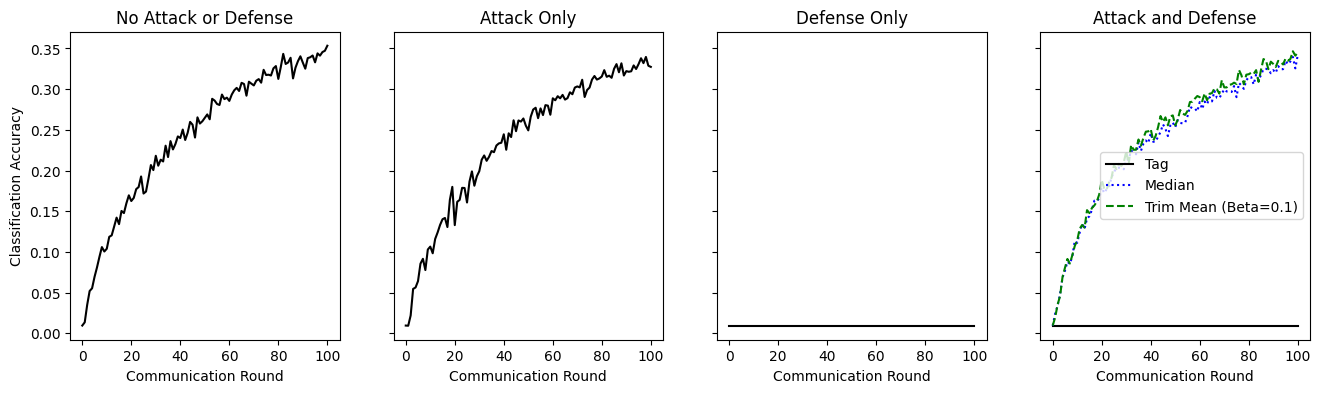 No Attack or Defense
Attack Only
Defense Only
Attack and Defense
Classification Accuracy
0.35
0.30
0.25
0.20
0.15
0.10
0.05
0.00
0 20 40 60 80 100
0 20 40 60 80 100
0 20 40 60 80 100
0 20 40 60 80 100
Communication Round
Communication Round
Communication Round
Communication Round
Tag
Median
Trim Mean (Beta=0.1)